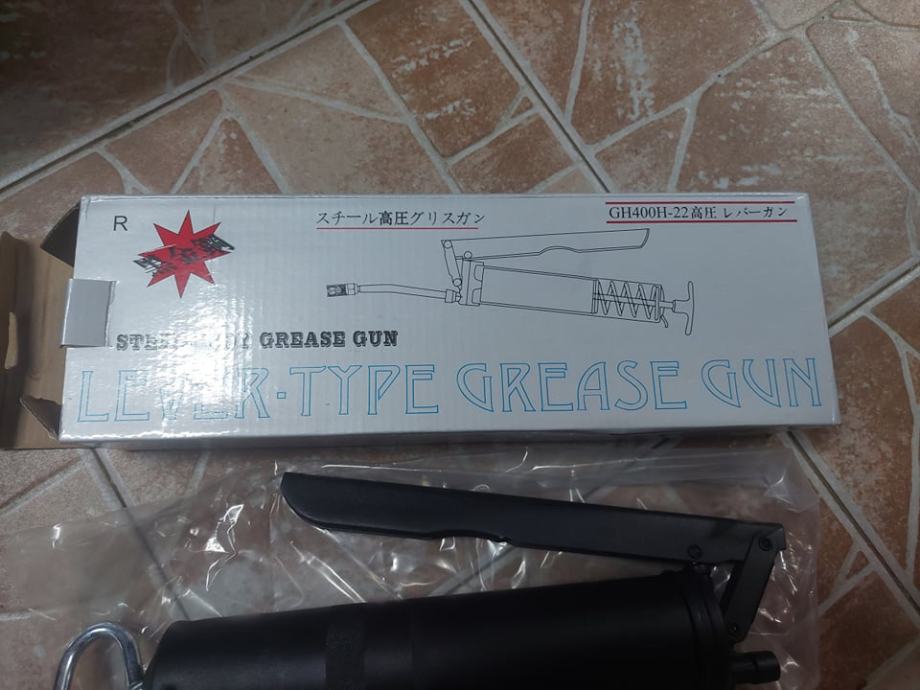 R
スチール高圧グリスガン
GH400H-22高圧 レバーガン
GREASE GUN
LEVER-TYPE GREASE GUN